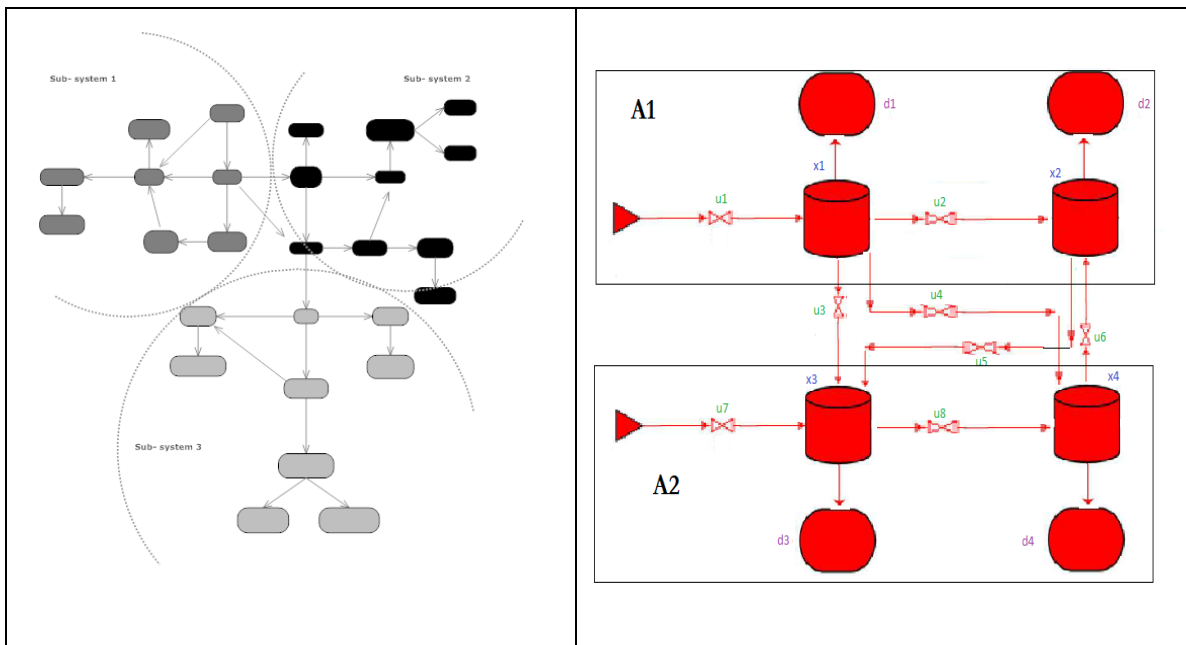 Sub- system 1
Sub- system 2
Sub- system 3
A1
d1
d2
x1
x2
u1
u2
u3
u4
u5
u6
x3
x4
u7
u8
A2
d3
d4